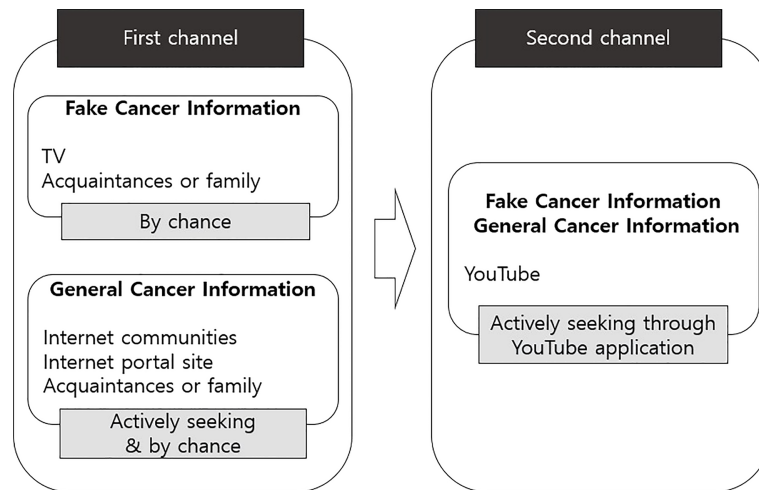 First channel
Fake Cancer Information
TV
Acquaintances or family
By chance
General Cancer Information
Internet communities
Internet portal site
Acquaintances or family
Actively seeking
& by chance
Second channel
Fake Cancer Information
General Cancer Information
YouTube
Actively seeking through
YouTube application